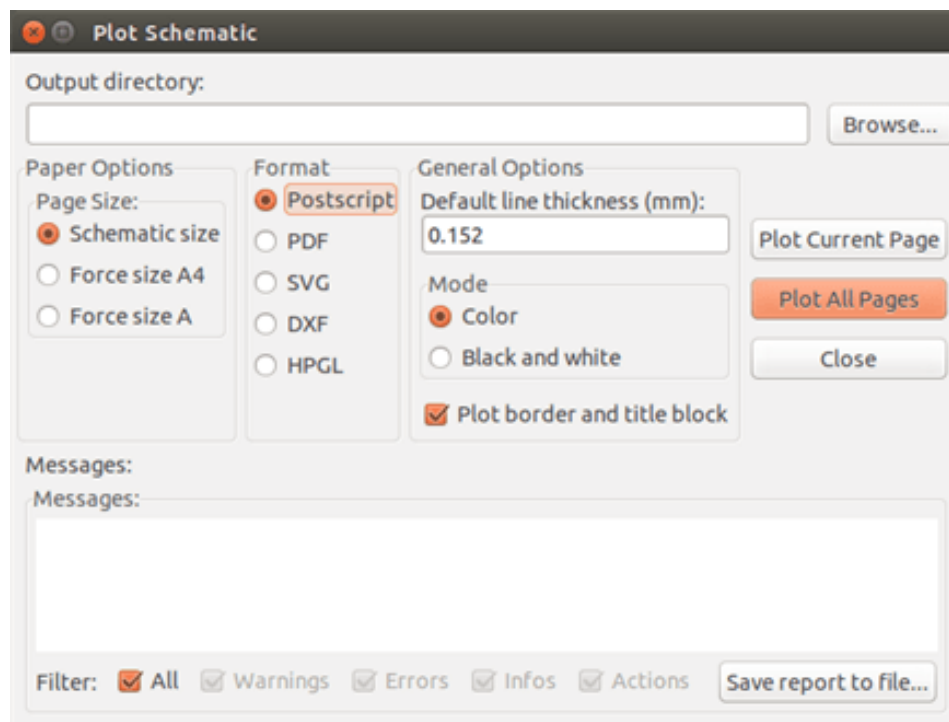 Plot Schematic
Output directory:
Browse...
Paper Options
Page Size:
Schematic size
Force size A4
Force size A
Format
Postscript
PDF
SVG
DXF
HPGL
General Options
Default line thickness (mm):
0.152
Mode
Color
Black and white
Plot border and title block
Plot Current Page
Plot All Pages
Close
Messages:
Messages:
Filter: All Warnings Errors Infos Actions Save report to file...